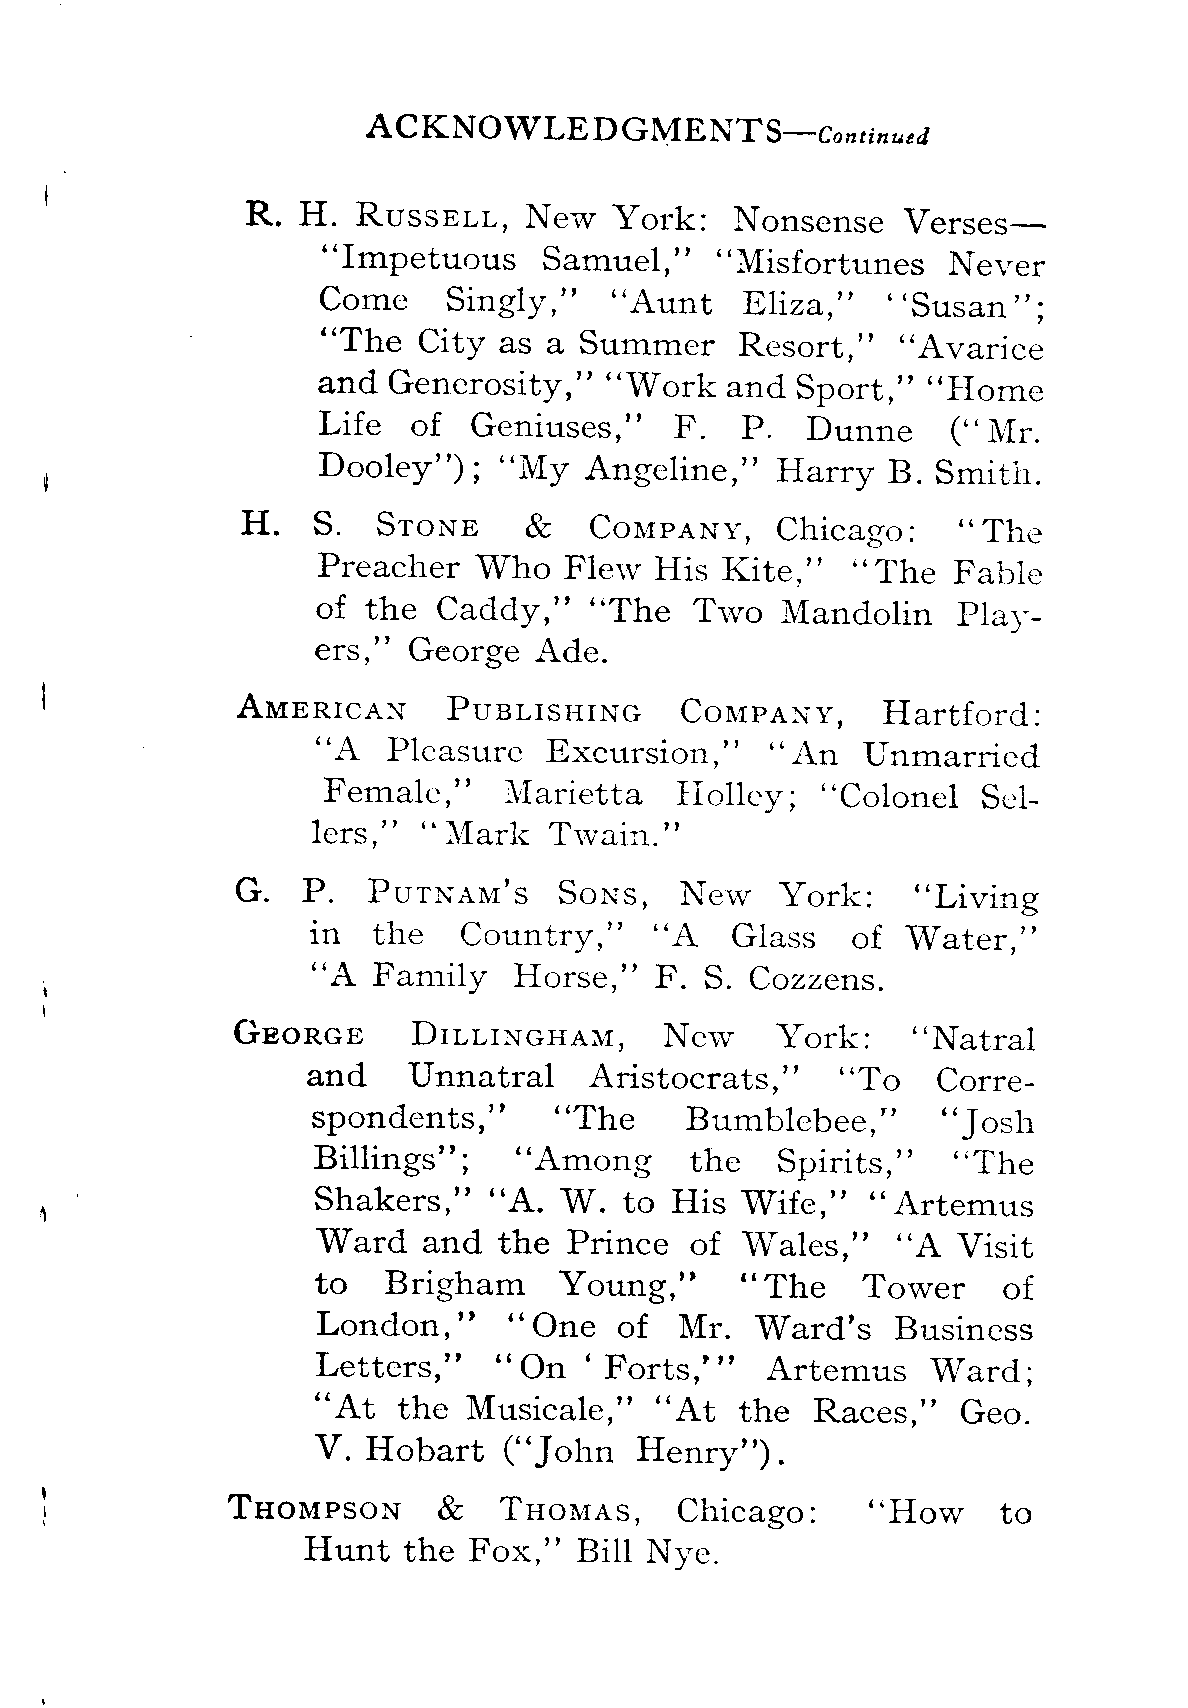 ACKNOWLEDGMENTS—Continued
R. H. RUSSELL, New York: Nonsense Verses—
“Impetuous Samuel,” “Misfortunes Never
Come Singly,” “Aunt Eliza,” “Susan”;
“The City as a Summer Resort,” “Avarice
and Generosity,” “Work and Sport,” “Home
Life of Geniuses,” F. P. Dunne (“Mr.
Dooley”); “My Angeline,” Harry B. Smith.
H. S. STONE & COMPANY, Chicago: “The
Preacher Who Flew His Kite,” “The Fable
of the Caddy,” “The Two Mandolin Play-
ers,” George Ade.
AMERICAN PUBLISHING COMPANY, Hartford:
“A Pleasure Excursion,” “An Unmarried
Female,” Marietta Holley; “Colonel Sel-
lers,” “Mark Twain.”
G. P. PUTNAM’S SONS, New York: “Living
in the Country,” “A Glass of Water,”
“A Family Horse,” F. S. Cozzens.
GEORGE DILLINGHAM, New York: “Natral
and Unnatral Aristocrats,” “To Corre-
spondents,” “The Bumblebee,” “Josh
Billings”; “Among the Spirits,” “The
Shakers,” “A. W. to His Wife,” “Artemus
Ward and the Prince of Wales,” “A Visit
to Brigham Young,” “The Tower of
London,” “One of Mr. Ward’s Business
Letters,” “On ‘Forts,’” Artemus Ward;
“At the Musicale,” “At the Races,” Geo.
V. Hobart (“John Henry”).
THOMPSON & THOMAS, Chicago: “How to
Hunt the Fox,” Bill Nye.